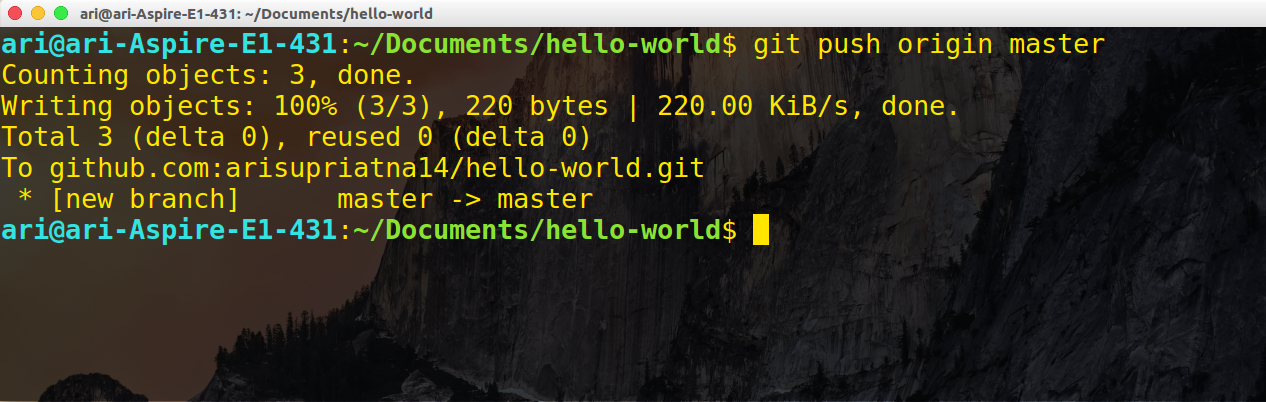 ari@ari-Aspire-E1-431: ~/Documents/hello-world
ari@ari-Aspire-E1-431:~/Documents/hello-world$ git push origin master
Counting objects: 3, done.
Writing objects: 100% (3/3), 220 bytes | 220.00 KiB/s, done.
Total 3 (delta 0), reused 0 (delta 0)
To github.com:arisupriatna14/hello-world.git
 * [new branch]      master -> master
ari@ari-Aspire-E1-431:~/Documents/hello-world$